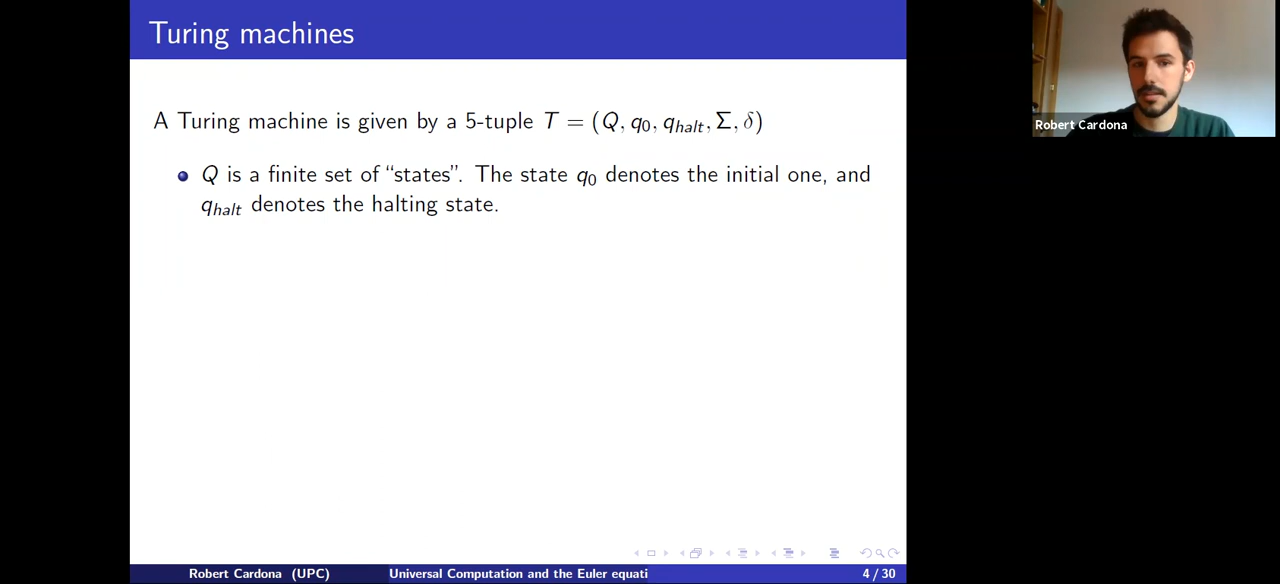 Turing machines
A Turing machine is given by a 5-tuple T = (Q, q₀, qₕₐₗₜ, Σ, δ)
Q is a finite set of “states”. The state q₀ denotes the initial one, and
qₕₐₗₜ denotes the halting state.
Robert Cardona
Robert Cardona (UPC)
Universal Computation and the Euler equati
4 / 30